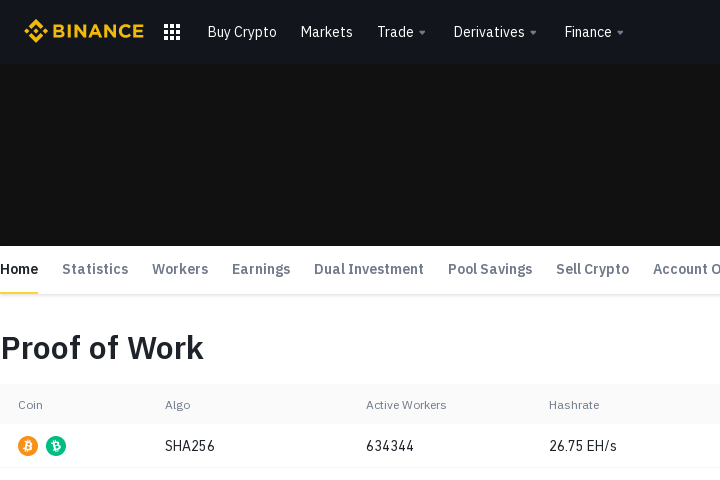 BINANCE Buy Crypto Markets Trade Derivatives Finance
Home Statistics Workers Earnings Dual Investment Pool Savings Sell Crypto Account O
Proof of Work
Coin Algo Active Workers Hashrate
SHA256 634344 26.75 EH/s